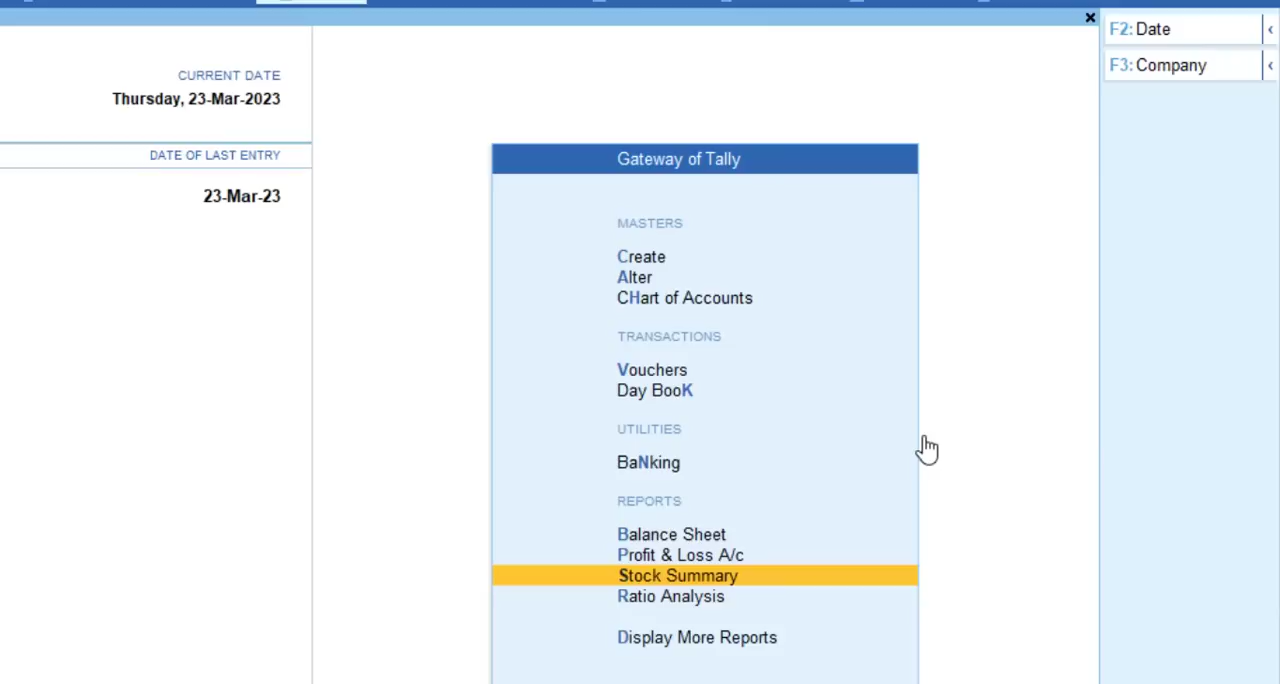 F2: Date
F3: Company
CURRENT DATE
Thursday, 23-Mar-2023
DATE OF LAST ENTRY
23-Mar-23
Gateway of Tally
MASTERS
Create
Alter
CHart of Accounts
TRANSACTIONS
Vouchers
Day BooK
UTILITIES
BaNking
REPORTS
Balance Sheet
Profit & Loss A/c
Stock Summary
Ratio Analysis
Display More Reports